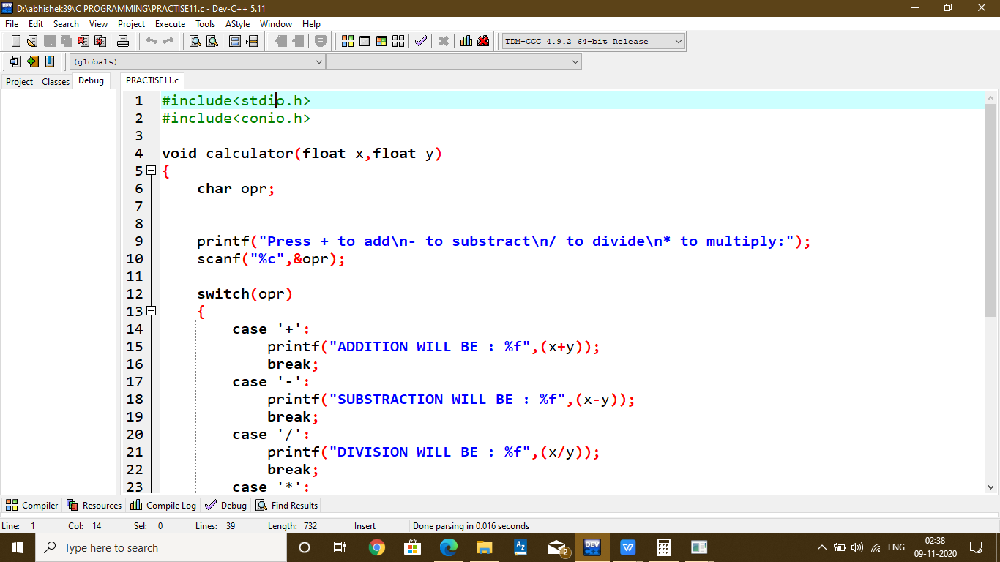 D:\abhishek39\C PROGRAMMING\PRACTISE11.c - Dev-C++ 5.11
File Edit Search View Project Execute Tools AStyle Window Help
TDM-GCC 4.9.2 64-bit Release
(globals)
Project Classes Debug PRACTISE11.c
1 #include<stdio.h>
2 #include<conio.h>
3
4 void calculator(float x,float y)
5 {
6 char opr;
7
8
9 printf("Press + to add\n- to substract\n/ to divide\n* to multiply:");
10 scanf("%c",&opr);
11
12 switch(opr)
13 {
14 case '+':
15 printf("ADDITION WILL BE : %f",(x+y));
16 break;
17 case '-':
18 printf("SUBSTRACTION WILL BE : %f",(x-y));
19 break;
20 case '/':
21 printf("DIVISION WILL BE : %f",(x/y));
22 break;
23 case '*':
Compiler Resources Compile Log Debug Find Results
Line: 1 Col: 14 Sel: 0 Lines: 39 Length: 732 Insert Done parsing in 0.016 seconds
Type here to search
2
DEV
W
ENG
02:38
09-11-2020